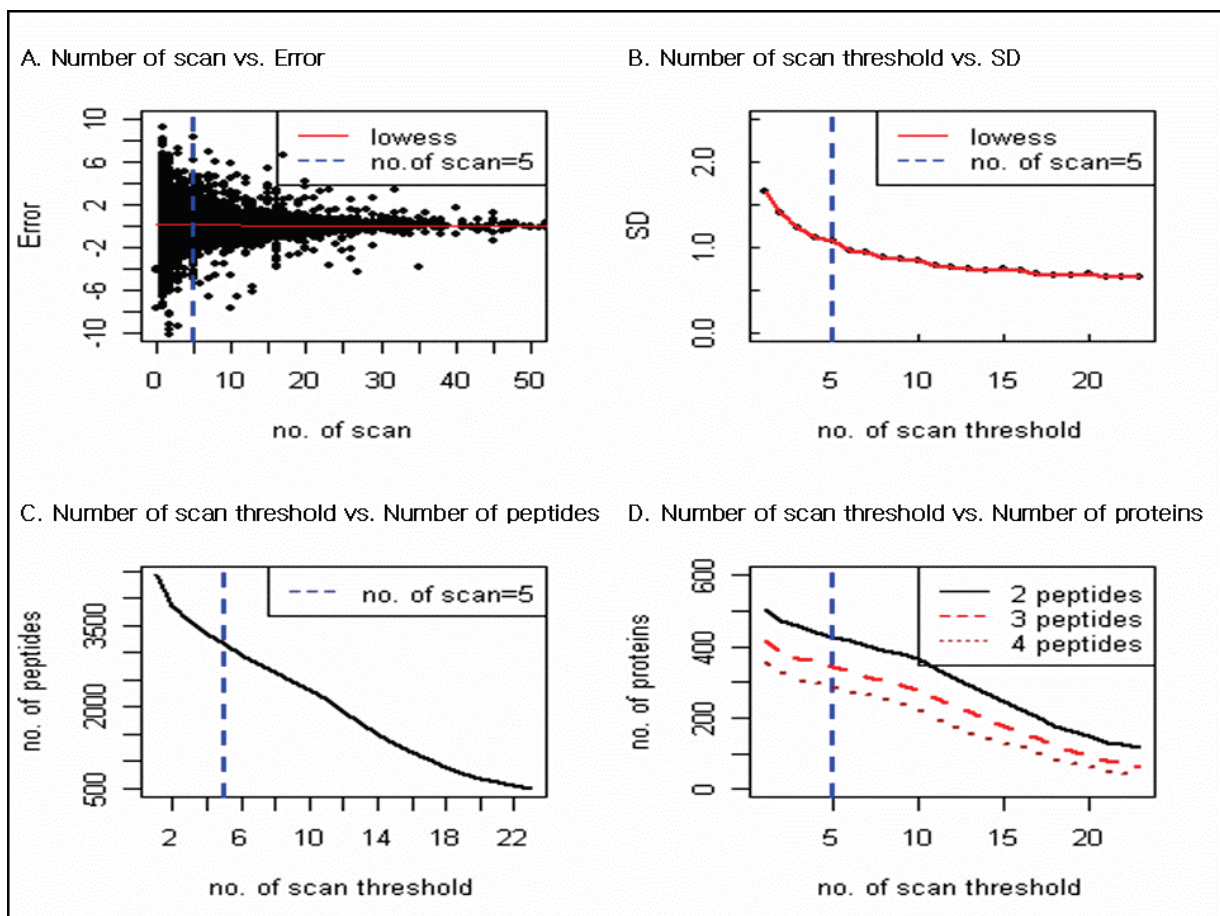 A. Number of scan vs. Error
lowess
no.of scan=5
10
6
2
-2
-6
-10
Error
0 10 20 30 40 50
no. of scan
B. Number of scan threshold vs. SD
lowess
no.of scan=5
2.0
1.0
0.0
SD
5 10 15 20
no. of scan threshold
C. Number of scan threshold vs. Number of peptides
no. of scan=5
3500
2000
500
no. of peptides
2 6 10 14 18 22
no. of scan threshold
D. Number of scan threshold vs. Number of proteins
2 peptides
3 peptides
4 peptides
600
400
200
0
no. of proteins
5 10 15 20
no. of scan threshold